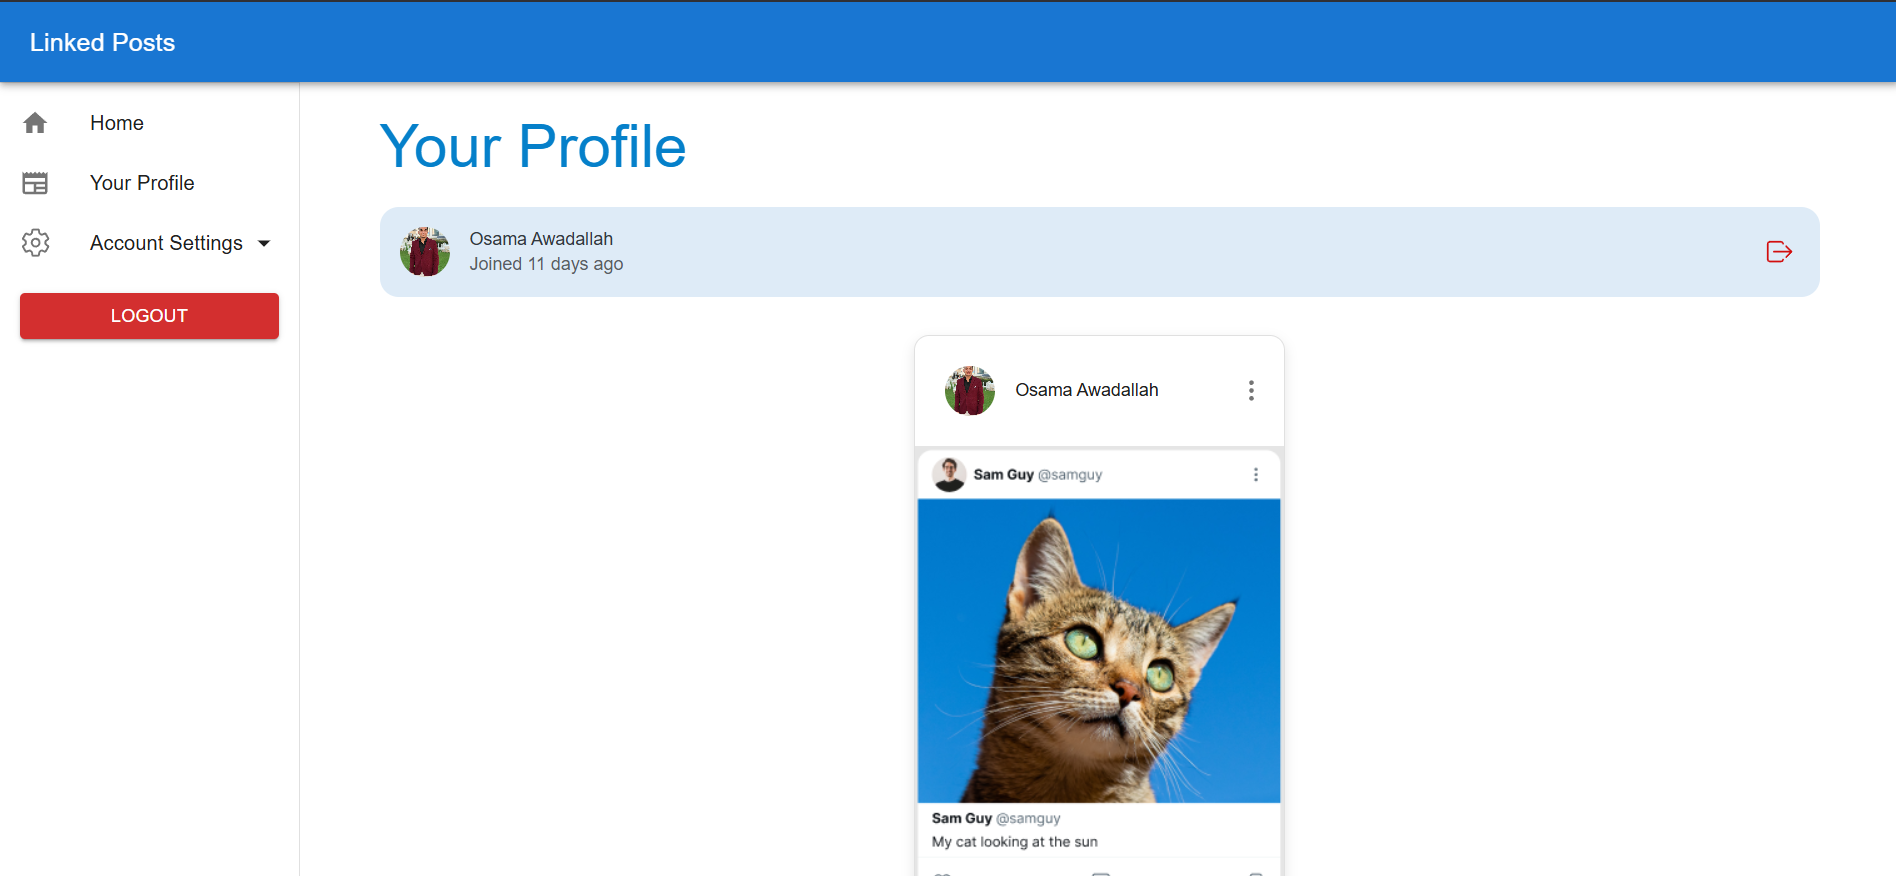 Linked Posts
Home
Your Profile
Account Settings
LOGOUT
Your Profile
Osama Awadallah
Joined 11 days ago
Osama Awadallah
Sam Guy @samguy
Sam Guy @samguy
My cat looking at the sun